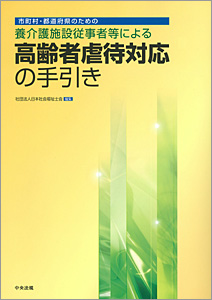 市町村・都道府県のための
養介護施設従事者等による
高齢者虐待対応
の手引き
社団法人日本社会福祉士会 編集
中央法規